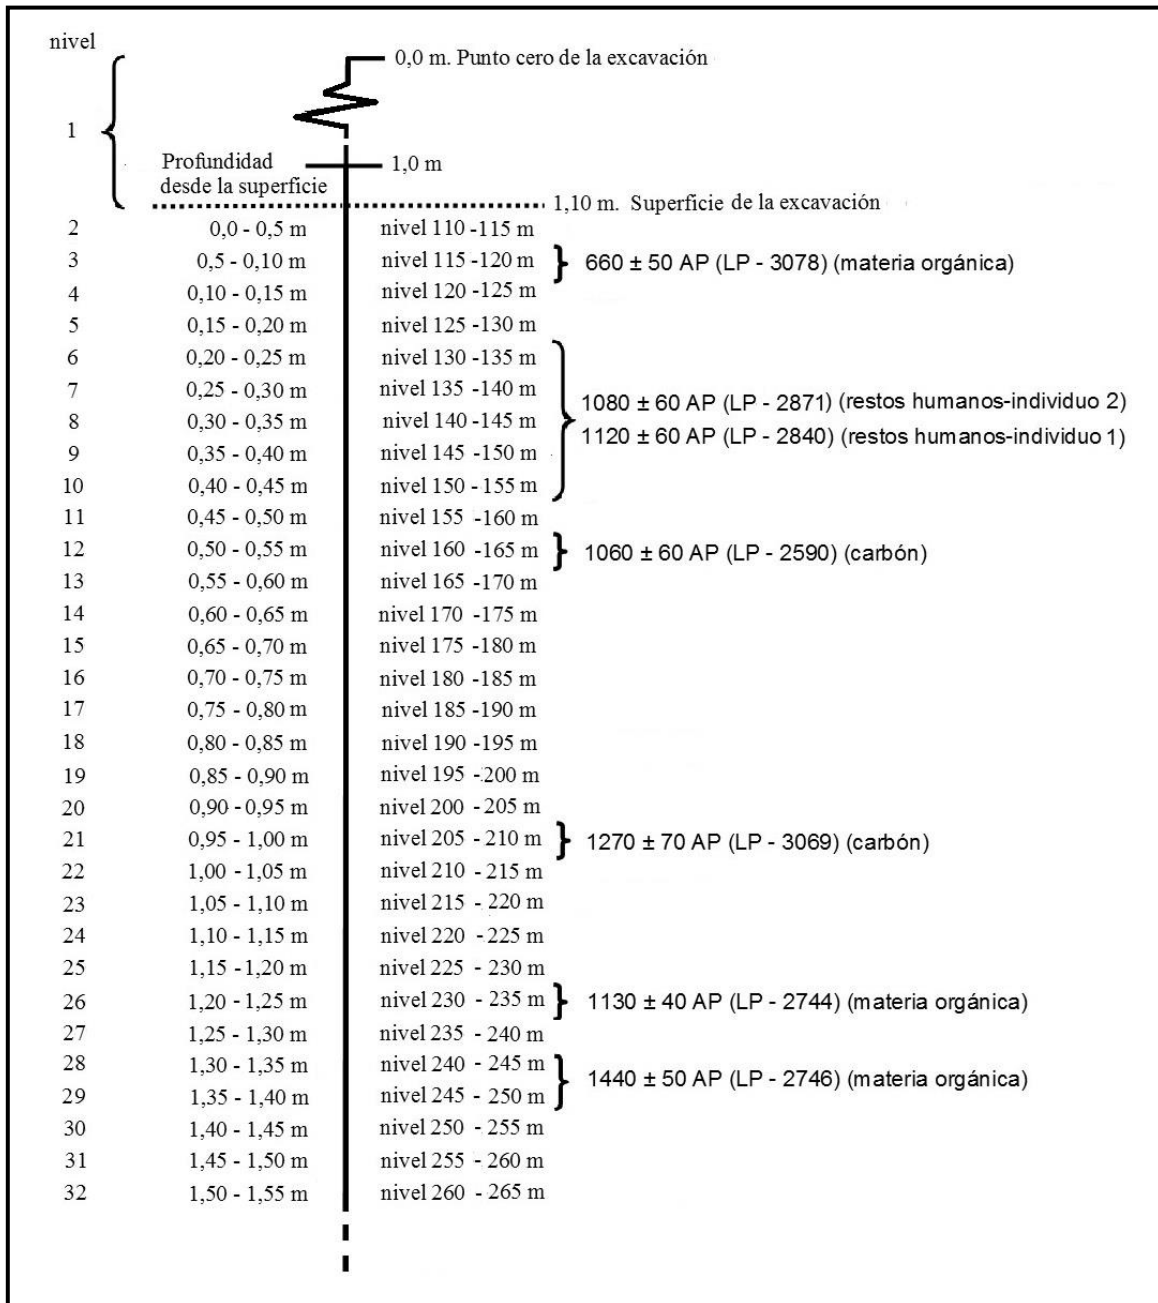 nivel
0,0 m. Punto cero de la excavación
1
Profundidad
desde la superficie
1,0 m
1,10 m. Superficie de la excavación
2 0,0 - 0,5 m nivel 110 -115 m
3 0,5 - 0,10 m nivel 115 -120 m 660 ± 50 AP (LP - 3078) (materia orgánica)
4 0,10 - 0,15 m nivel 120 -125 m
5 0,15 - 0,20 m nivel 125 -130 m
6 0,20 - 0,25 m nivel 130 -135 m
7 0,25 - 0,30 m nivel 135 -140 m
1080 ± 60 AP (LP - 2871) (restos humanos-individuo 2)
8 0,30 - 0,35 m nivel 140 -145 m
1120 ± 60 AP (LP - 2840) (restos humanos-individuo 1)
9 0,35 - 0,40 m nivel 145 -150 m
10 0,40 - 0,45 m nivel 150 -155 m
11 0,45 - 0,50 m nivel 155 -160 m
12 0,50 - 0,55 m nivel 160 -165 m 1060 ± 60 AP (LP - 2590) (carbón)
13 0,55 - 0,60 m nivel 165 -170 m
14 0,60 - 0,65 m nivel 170 -175 m
15 0,65 - 0,70 m nivel 175 -180 m
16 0,70 - 0,75 m nivel 180 -185 m
17 0,75 - 0,80 m nivel 185 -190 m
18 0,80 - 0,85 m nivel 190 -195 m
19 0,85 - 0,90 m nivel 195 -200 m
20 0,90 - 0,95 m nivel 200 - 205 m
21 0,95 - 1,00 m nivel 205 - 210 m 1270 ± 70 AP (LP - 3069) (carbón)
22 1,00 - 1,05 m nivel 210 - 215 m
23 1,05 - 1,10 m nivel 215 - 220 m
24 1,10 - 1,15 m nivel 220 - 225 m
25 1,15 - 1,20 m nivel 225 - 230 m
26 1,20 - 1,25 m nivel 230 - 235 m 1130 ± 40 AP (LP - 2744) (materia orgánica)
27 1,25 - 1,30 m nivel 235 - 240 m
28 1,30 - 1,35 m nivel 240 - 245 m
1440 ± 50 AP (LP - 2746) (materia orgánica)
29 1,35 - 1,40 m nivel 245 - 250 m
30 1,40 - 1,45 m nivel 250 - 255 m
31 1,45 - 1,50 m nivel 255 - 260 m
32 1,50 - 1,55 m nivel 260 - 265 m